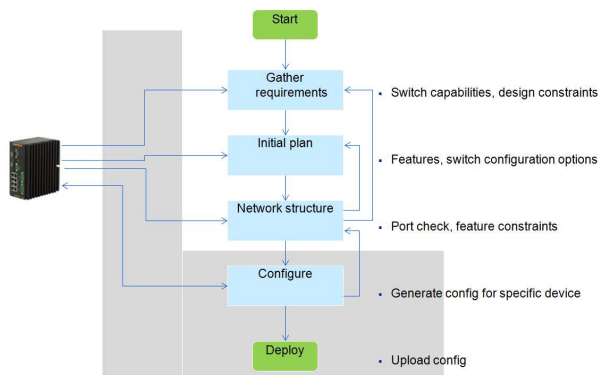 Start
Gather
requirements
Switch capabilities, design constraints
Initial plan
Features, switch configuration options
Network structure
Port check, feature constraints
Configure
Generate config for specific device
Deploy
Upload config